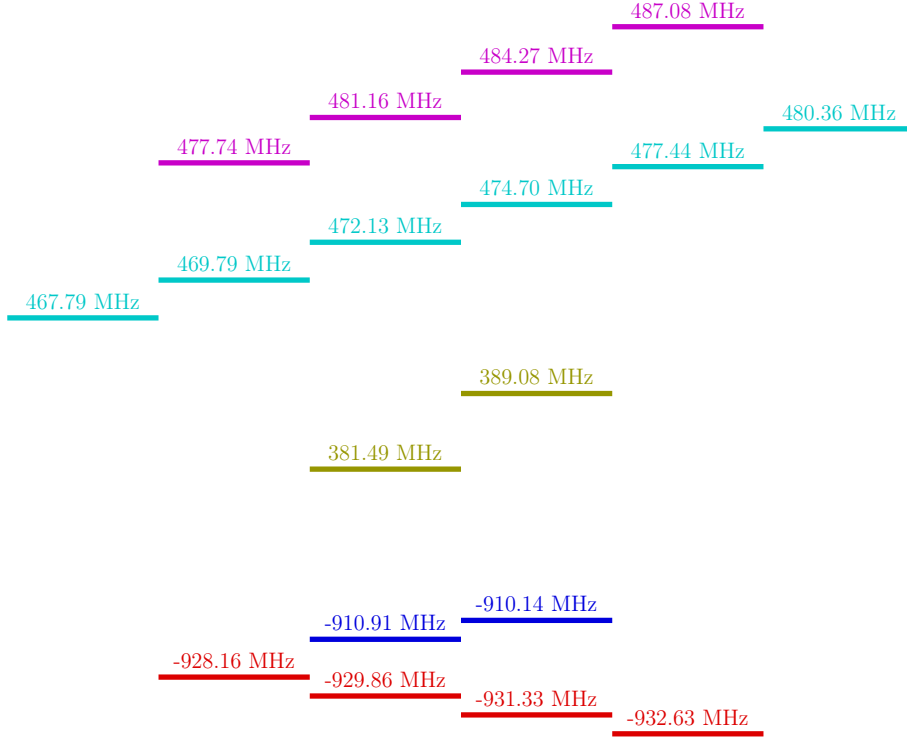 487.08 MHz
484.27 MHz
481.16 MHz
480.36 MHz
477.74 MHz
477.44 MHz
474.70 MHz
472.13 MHz
469.79 MHz
467.79 MHz
389.08 MHz
381.49 MHz
-910.14 MHz
-910.91 MHz
-928.16 MHz
-929.86 MHz
-931.33 MHz
-932.63 MHz